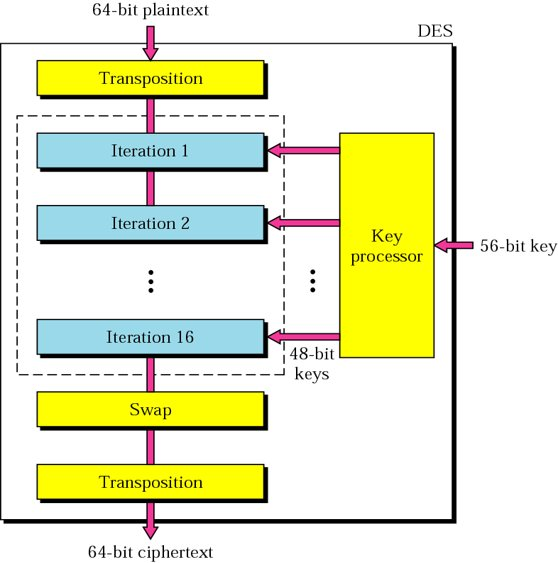 64-bit plaintext
DES
Transposition
Iteration 1
Iteration 2
Key
processor
56-bit key
Iteration 16
48-bit
keys
Swap
Transposition
64-bit ciphertext